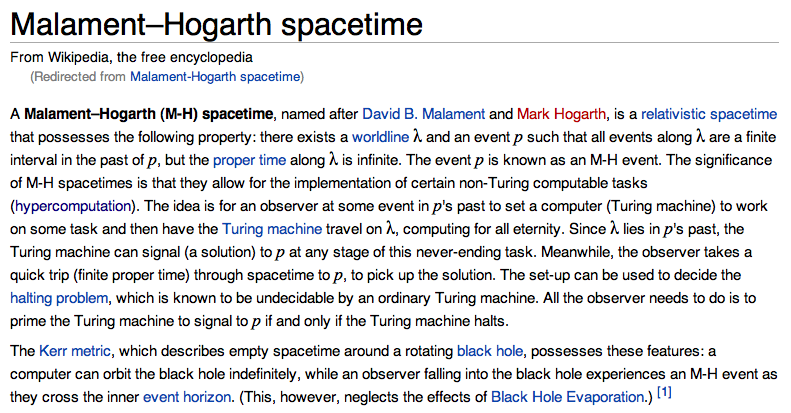 Malament–Hogarth spacetime
From Wikipedia, the free encyclopedia
(Redirected from Malament-Hogarth spacetime)
A Malament–Hogarth (M-H) spacetime, named after David B. Malament and Mark Hogarth, is a relativistic spacetime
that possesses the following property: there exists a worldline λ and an event p such that all events along λ are a finite
interval in the past of p, but the proper time along λ is infinite. The event p is known as an M-H event. The significance
of M-H spacetimes is that they allow for the implementation of certain non-Turing computable tasks
(hypercomputation). The idea is for an observer at some event in p's past to set a computer (Turing machine) to work
on some task and then have the Turing machine travel on λ, computing for all eternity. Since λ lies in p's past, the
Turing machine can signal (a solution) to p at any stage of this never-ending task. Meanwhile, the observer takes a
quick trip (finite proper time) through spacetime to p, to pick up the solution. The set-up can be used to decide the
halting problem, which is known to be undecidable by an ordinary Turing machine. All the observer needs to do is to
prime the Turing machine to signal to p if and only if the Turing machine halts.
The Kerr metric, which describes empty spacetime around a rotating black hole, possesses these features: a
computer can orbit the black hole indefinitely, while an observer falling into the black hole experiences an M-H event as
they cross the inner event horizon. (This, however, neglects the effects of Black Hole Evaporation.) [1]